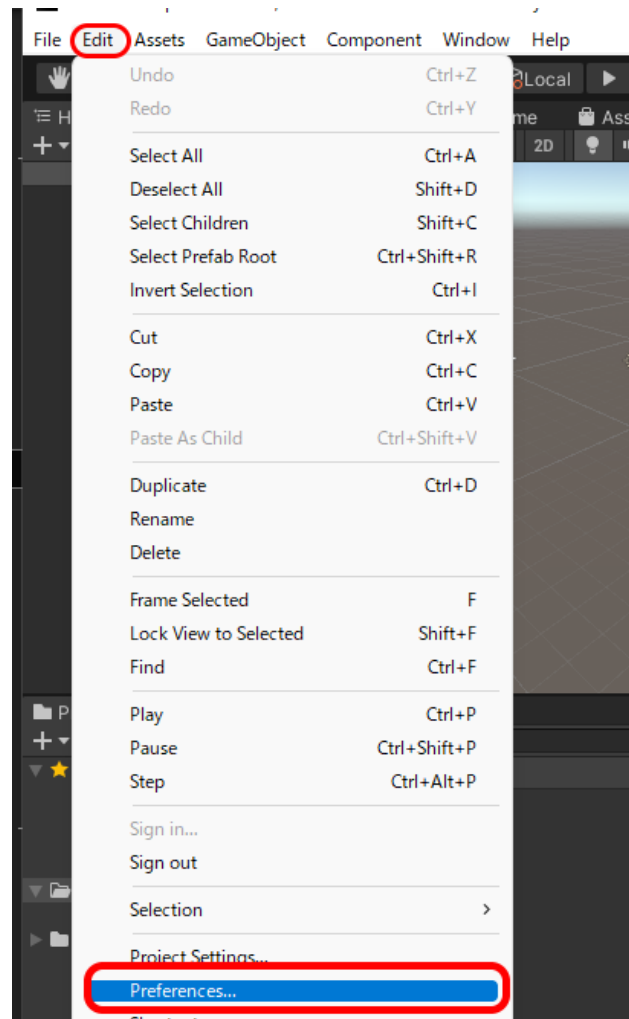 File Edit Assets GameObject Component Window Help
Undo Ctrl+Z
Local
Redo Ctrl+Y
H
me
Ass
2D
Select All Ctrl+A
Deselect All Shift+D
Select Children Shift+C
Select Prefab Root Ctrl+Shift+R
Invert Selection Ctrl+I
Cut Ctrl+X
Copy Ctrl+C
Paste Ctrl+V
Paste As Child Ctrl+Shift+V
Duplicate Ctrl+D
Rename
Delete
Frame Selected F
Lock View to Selected Shift+F
Find Ctrl+F
P
Play Ctrl+P
Pause Ctrl+Shift+P
Step Ctrl+Alt+P
Sign in...
Sign out
Selection >
Project Settings...
Preferences...